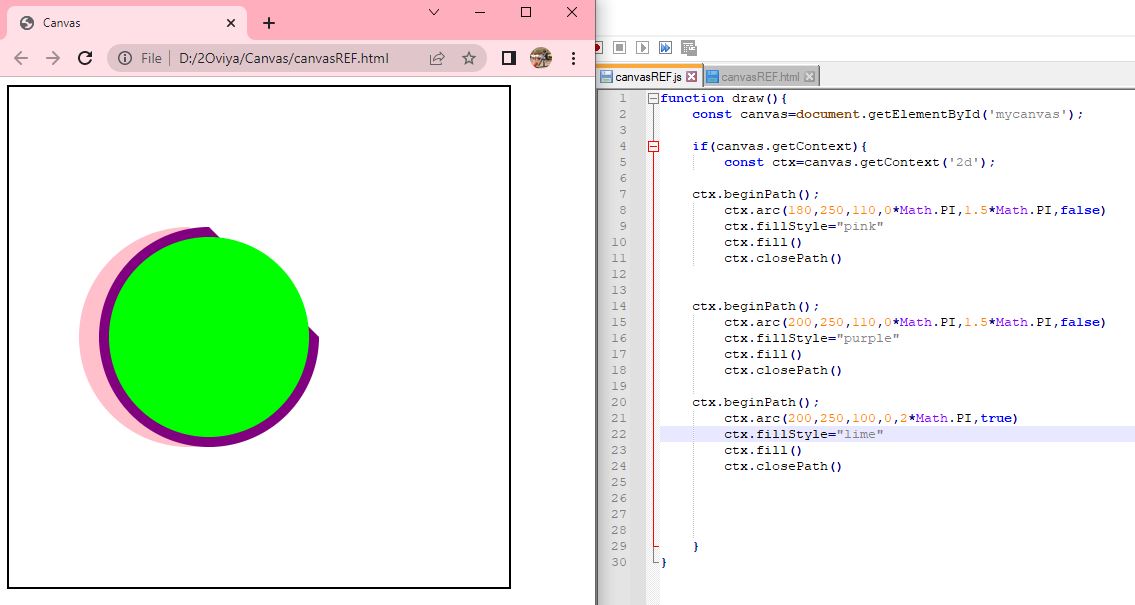 Canvas
File D:/2Oviya/Canvas/canvasREF.html
canvasREF.js canvasREF.html
1 function draw(){
2 const canvas=document.getElementById('mycanvas');
3
4 if(canvas.getContext){
5 const ctx=canvas.getContext('2d');
6
7 ctx.beginPath();
8 ctx.arc(180,250,110,0*Math.PI,1.5*Math.PI,false)
9 ctx.fillStyle="pink"
10 ctx.fill()
11 ctx.closePath()
12
13
14 ctx.beginPath();
15 ctx.arc(200,250,110,0*Math.PI,1.5*Math.PI,false)
16 ctx.fillStyle="purple"
17 ctx.fill()
18 ctx.closePath()
19
20 ctx.beginPath();
21 ctx.arc(200,250,100,0,2*Math.PI,true)
22 ctx.fillStyle="lime"
23 ctx.fill()
24 ctx.closePath()
25
26
27
28
29 }
30 }